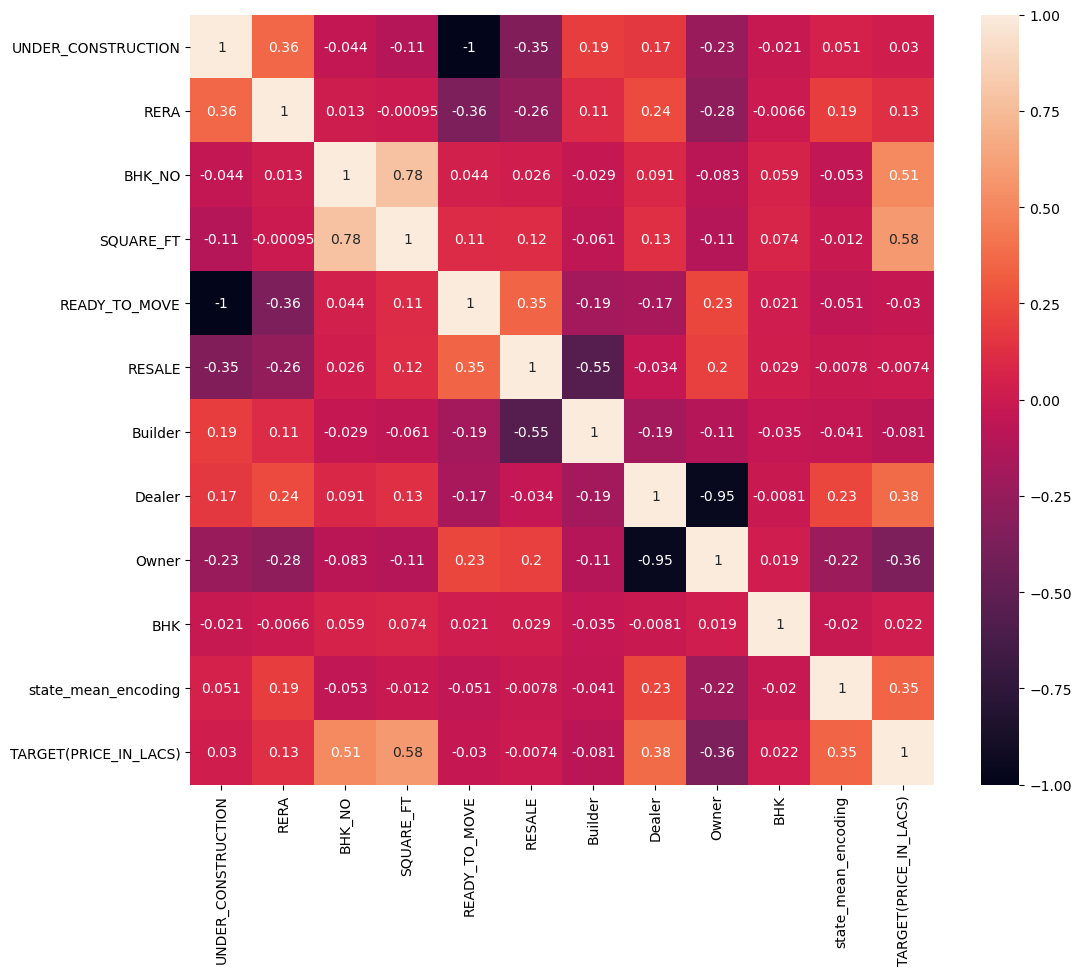 UNDER_CONSTRUCTION 1 0.36 -0.044 -0.11 -1 -0.35 0.19 0.17 -0.23 -0.021 0.051 0.03
RERA 0.36 1 0.013 -0.00095 -0.36 -0.26 0.11 0.24 -0.28 -0.0066 0.19 0.13
BHK_NO -0.044 0.013 1 0.78 0.044 0.026 -0.029 0.091 -0.083 0.059 -0.053 0.51
SQUARE_FT -0.11 -0.00095 0.78 1 0.11 0.12 -0.061 0.13 -0.11 0.074 -0.012 0.58
READY_TO_MOVE -1 -0.36 0.044 0.11 1 0.35 -0.19 -0.17 0.23 0.021 -0.051 -0.03
RESALE -0.35 -0.26 0.026 0.12 0.35 1 -0.55 -0.034 0.2 0.029 -0.0078 -0.0074
Builder 0.19 0.11 -0.029 -0.061 -0.19 -0.55 1 -0.19 -0.11 -0.035 -0.041 -0.081
Dealer 0.17 0.24 0.091 0.13 -0.17 -0.034 -0.19 1 -0.95 -0.0081 0.23 0.38
Owner -0.23 -0.28 -0.083 -0.11 0.23 0.2 -0.11 -0.95 1 0.019 -0.22 -0.36
BHK -0.021 -0.0066 0.059 0.074 0.021 0.029 -0.035 -0.0081 0.019 1 -0.02 0.022
state_mean_encoding 0.051 0.19 -0.053 -0.012 -0.051 -0.0078 -0.041 0.23 -0.22 -0.02 1 0.35
TARGET(PRICE_IN_LACS) 0.03 0.13 0.51 0.58 -0.03 -0.0074 -0.081 0.38 -0.36 0.022 0.35 1
UNDER_CONSTRUCTION
RERA
BHK_NO
SQUARE_FT
READY_TO_MOVE
RESALE
Builder
Dealer
Owner
BHK
state_mean_encoding
TARGET(PRICE_IN_LACS)
1.00
0.75
0.50
0.25
0.00
−0.25
−0.50
−0.75
−1.00